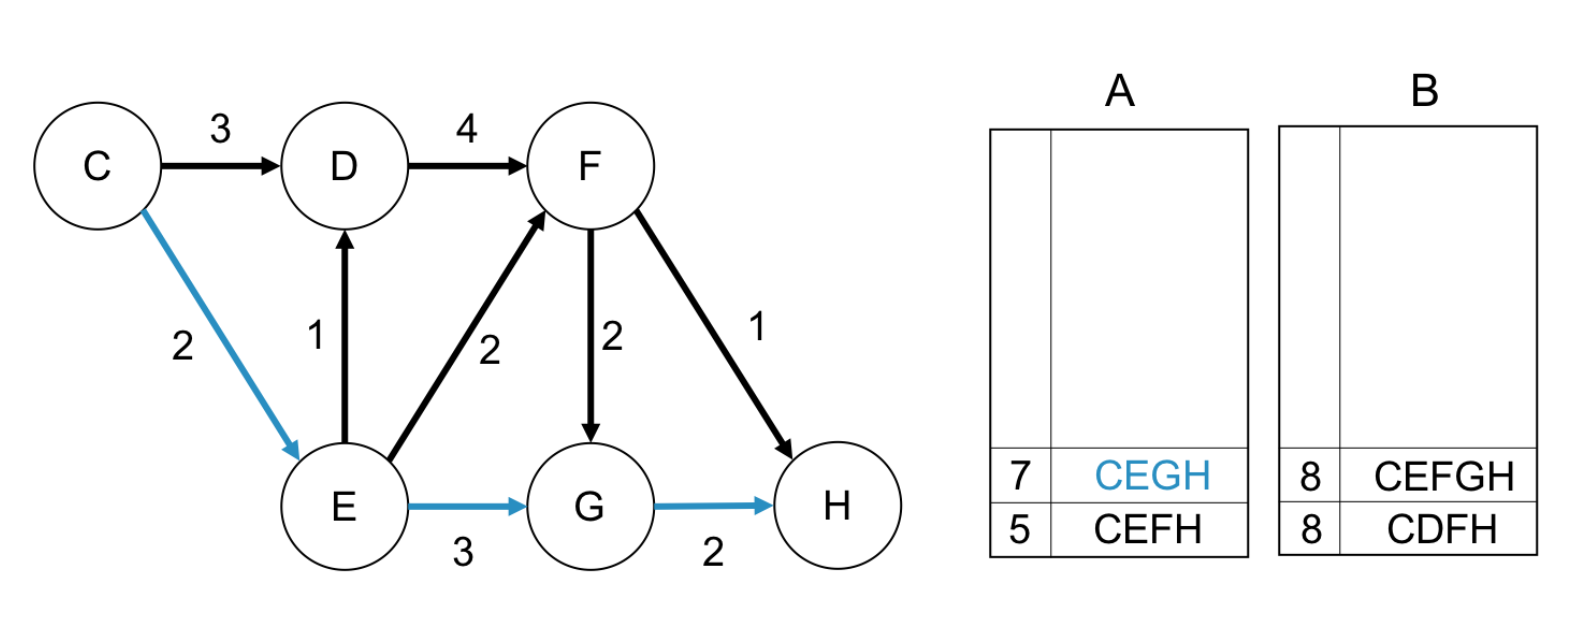 A B
3 4
C D F
2 1 2 2 1
7 CEGH 8 CEFGH
E G H
5 CEFH 8 CDFH
3 2